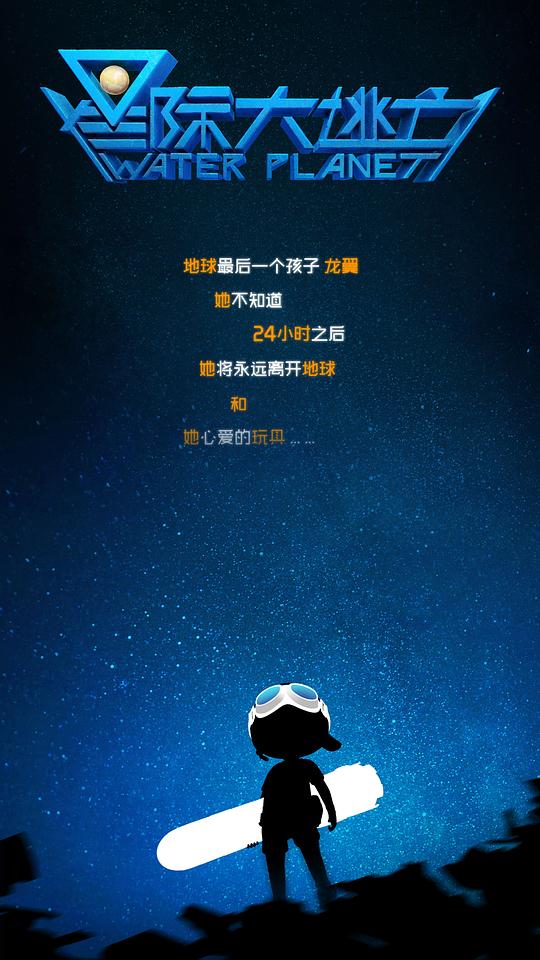 星际大逃亡
WATER PLANET
地球最后一个孩子 龙翼
她不知道
24小时之后
她将永远离开地球
和
她心爱的玩具 ... ...